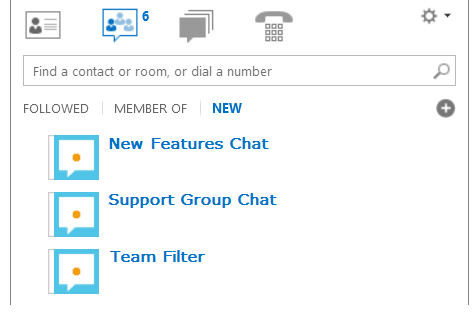 6
Find a contact or room, or dial a number
FOLLOWED MEMBER OF NEW
New Features Chat
Support Group Chat
Team Filter